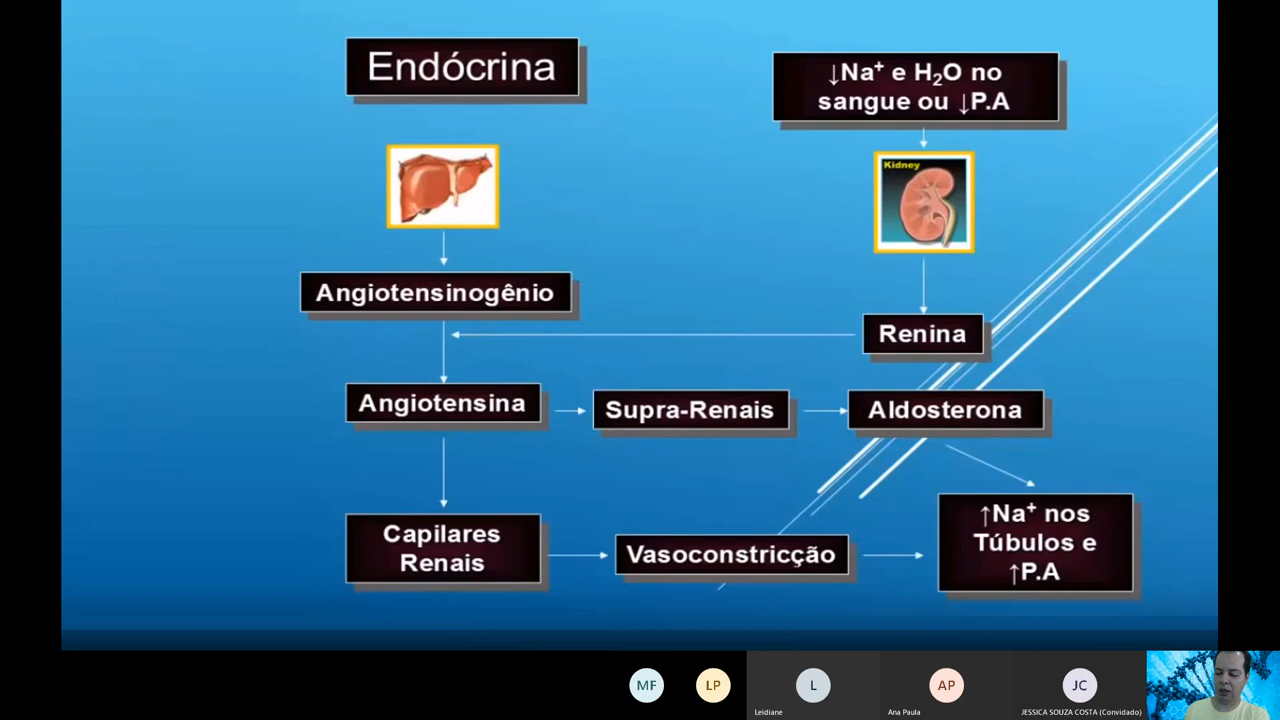 Endócrina
↓Na⁺ e H₂O no
sangue ou ↓P.A
Kidney
Angiotensinogênio
Renina
Angiotensina
Supra-Renais
Aldosterona
Capilares
Renais
Vasoconstricção
↑Na⁺ nos
Túbulos e
↑P.A
MF
LP
L
Leidiane
AP
Ana Paula
JC
JESSICA SOUZA COSTA (Convidado)